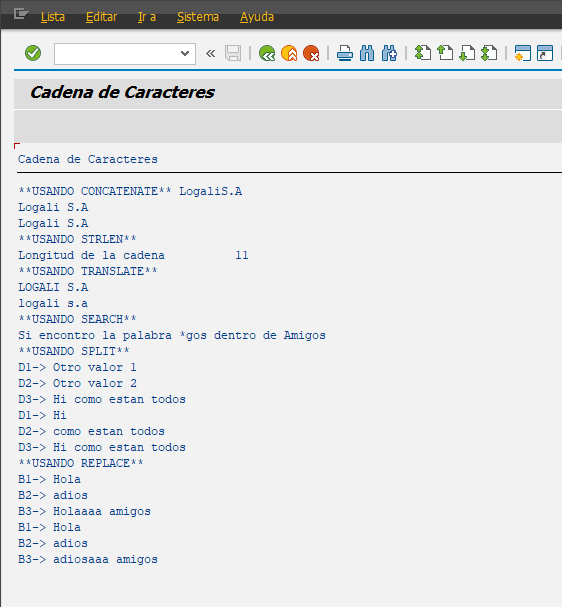 Lista Editar Ir a Sistema Ayuda
Cadena de Caracteres
Cadena de Caracteres
**USANDO CONCATENATE** LogaliS.A
Logali S.A
Logali S.A
**USANDO STRLEN**
Longitud de la cadena 11
**USANDO TRANSLATE**
LOGALI S.A
logali s.a
**USANDO SEARCH**
Si encontro la palabra *gos dentro de Amigos
**USANDO SPLIT**
D1-> Otro valor 1
D2-> Otro valor 2
D3-> Hi como estan todos
D1-> Hi
D2-> como estan todos
D3-> Hi como estan todos
**USANDO REPLACE**
B1-> Hola
B2-> adios
B3-> Holaaaa amigos
B1-> Hola
B2-> adios
B3-> adiosaaa amigos